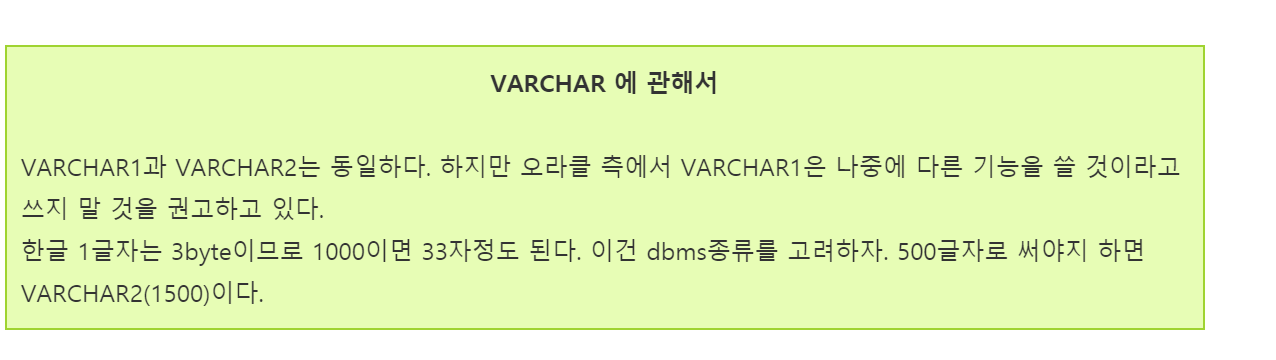 VARCHAR 에 관해서
VARCHAR1과 VARCHAR2는 동일하다. 하지만 오라클 측에서 VARCHAR1은 나중에 다른 기능을 쓸 것이라고
쓰지 말 것을 권고하고 있다.
한글 1글자는 3byte이므로 1000이면 33자정도 된다. 이건 dbms종류를 고려하자. 500글자로 써야지 하면
VARCHAR2(1500)이다.